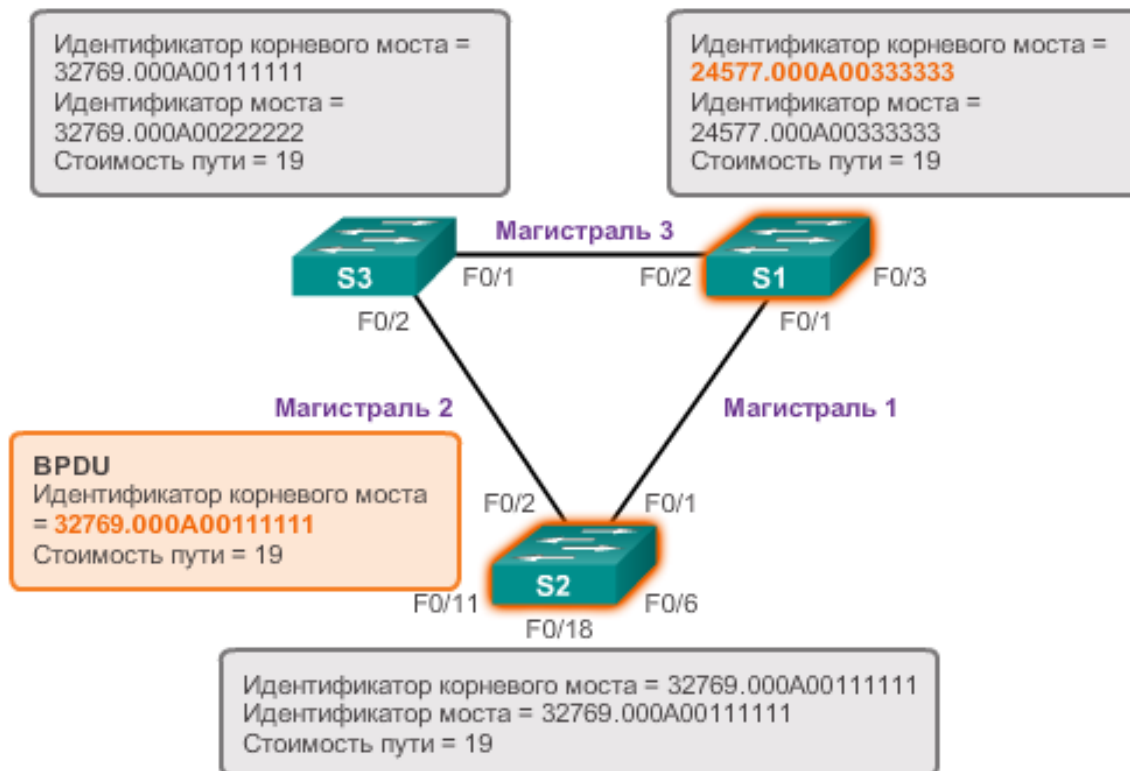 Идентификатор корневого моста =
32769.000A00111111
Идентификатор моста =
32769.000A00222222
Стоимость пути = 19
Идентификатор корневого моста =
24577.000A00333333
Идентификатор моста =
24577.000A00333333
Стоимость пути = 19
Магистраль 3
S3
F0/1
F0/2
S1
F0/3
F0/2
F0/1
Магистраль 2
Магистраль 1
BPDU
Идентификатор корневого моста
= 32769.000A00111111
Стоимость пути = 19
F0/2
F0/1
S2
F0/11
F0/6
F0/18
Идентификатор корневого моста = 32769.000A00111111
Идентификатор моста = 32769.000A00111111
Стоимость пути = 19